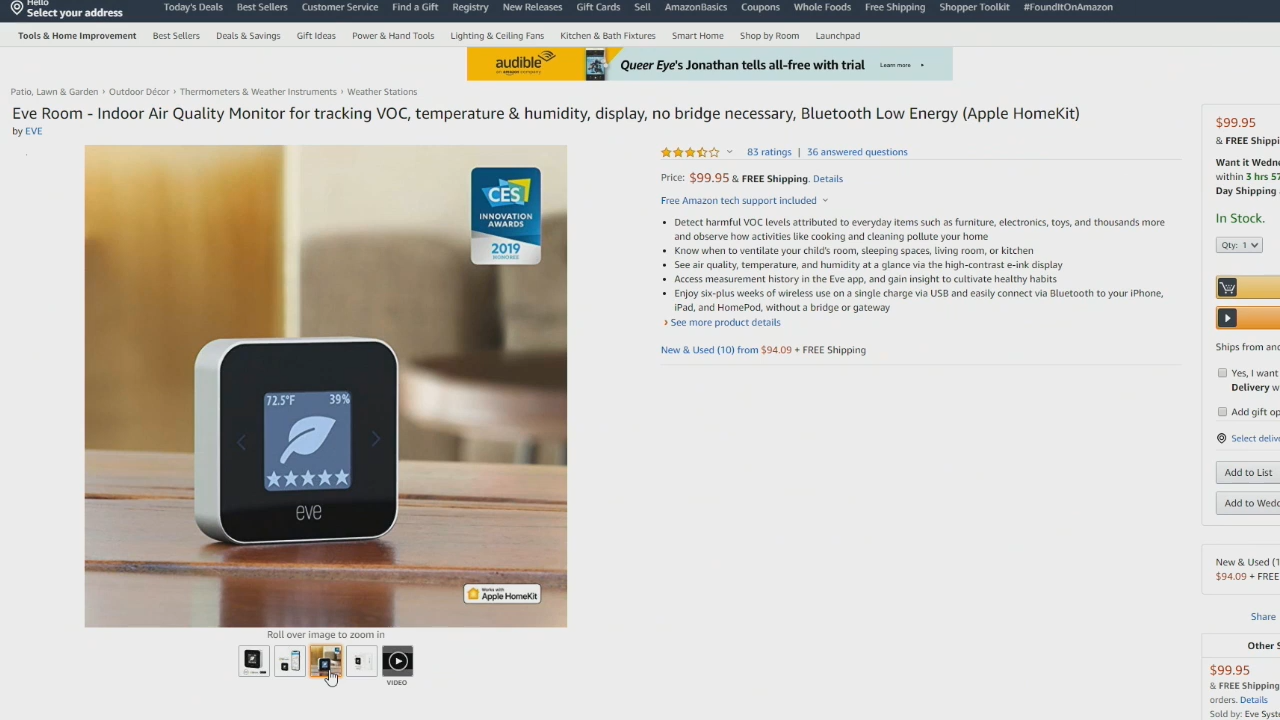 Hello
Select your address
Today's Deals Best Sellers Customer Service Find a Gift Registry New Releases Gift Cards Sell AmazonBasics Coupons Whole Foods Free Shipping Shopper Toolkit #FoundItOnAmazon
Tools & Home Improvement Best Sellers Deals & Savings Gift Ideas Power & Hand Tools Lighting & Ceiling Fans Kitchen & Bath Fixtures Smart Home Shop by Room Launchpad
audible
an amazon company
Queer Eye's Jonathan tells all-free with trial
Learn more
Patio, Lawn & Garden › Outdoor Décor › Thermometers & Weather Instruments › Weather Stations
Eve Room - Indoor Air Quality Monitor for tracking VOC, temperature & humidity, display, no bridge necessary, Bluetooth Low Energy (Apple HomeKit)
by EVE
CES
INNOVATION
AWARDS
2019
HONOREE
72.5°F 39%
eve
Works with
Apple HomeKit
Roll over image to zoom in
VIDEO
83 ratings | 36 answered questions
Price: $99.95 & FREE Shipping. Details
Free Amazon tech support included
• Detect harmful VOC levels attributed to everyday items such as furniture, electronics, toys, and thousands more
and observe how activities like cooking and cleaning pollute your home
• Know when to ventilate your child's room, sleeping spaces, living room, or kitchen
• See air quality, temperature, and humidity at a glance via the high-contrast e-ink display
• Access measurement history in the Eve app, and gain insight to cultivate healthy habits
• Enjoy six-plus weeks of wireless use on a single charge via USB and easily connect via Bluetooth to your iPhone,
iPad, and HomePod, without a bridge or gateway
› See more product details
New & Used (10) from $94.09 + FREE Shipping
$99.95
& FREE Shippi
Want it Wedn
within 3 hrs 57
Day Shipping
In Stock.
Qty: 1
Ships from and
Yes, I want
Delivery w
Add gift op
Select delive
Add to List
Add to Wedd
New & Used (1
$94.09 + FREE
Share
Other S
$99.95
& FREE Shipping
orders. Details
Sold by: Eve Syste